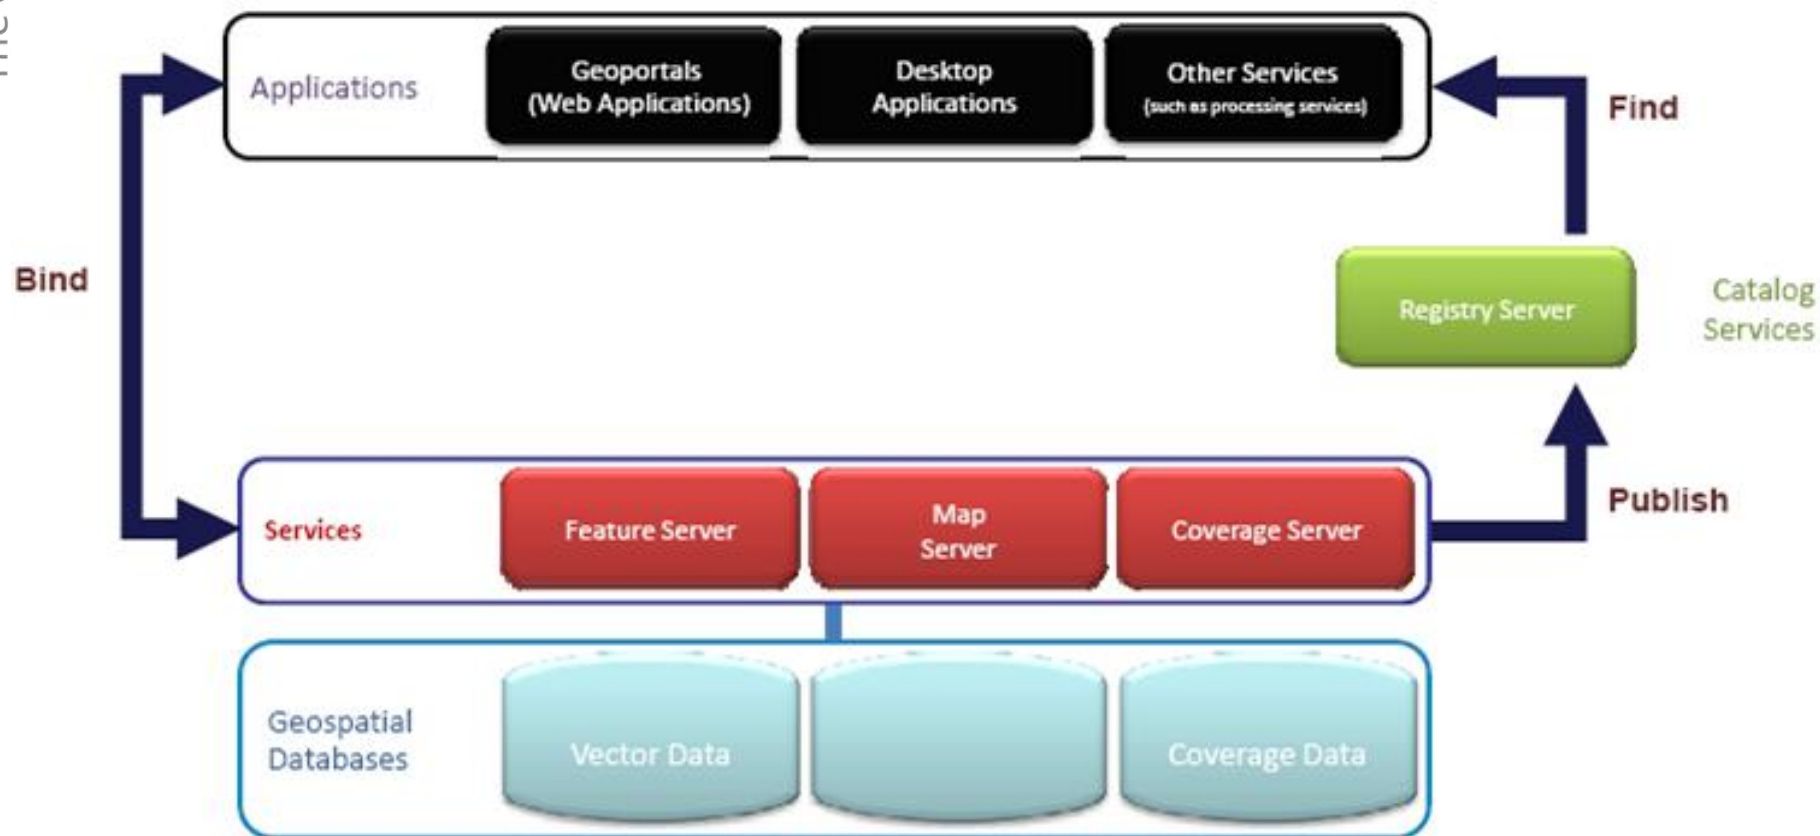 Applications
Geoportals
(Web Applications)
Desktop
Applications
Other Services
(such as processing services)
Find
Bind
Registry Server
Catalog
Services
Publish
Services
Feature Server
Map
Server
Coverage Server
Geospatial
Databases
Vector Data
Coverage Data